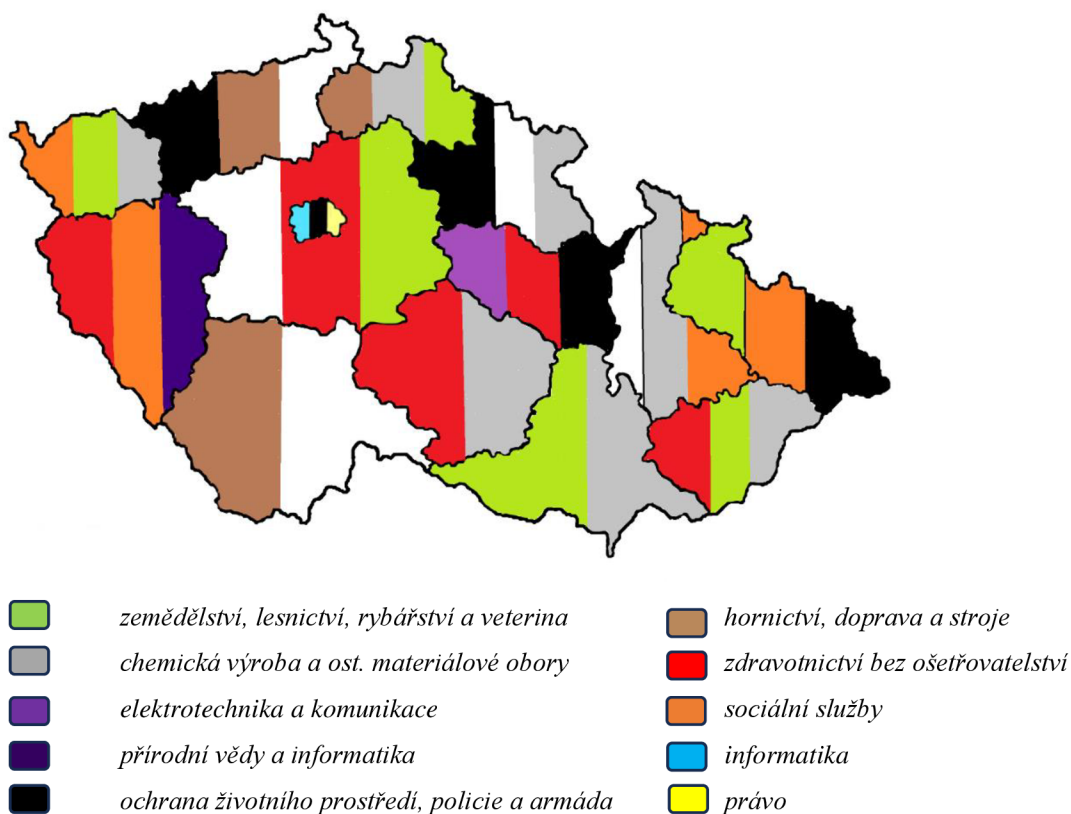 zemědělství, lesnictví, rybářství a veterina
chemická výroba a ost. materiálové obory
elektrotechnika a komunikace
přírodní vědy a informatika
ochrana životního prostředí, policie a armáda
hornictví, doprava a stroje
zdravotnictví bez ošetřovatelství
sociální služby
informatika
právo